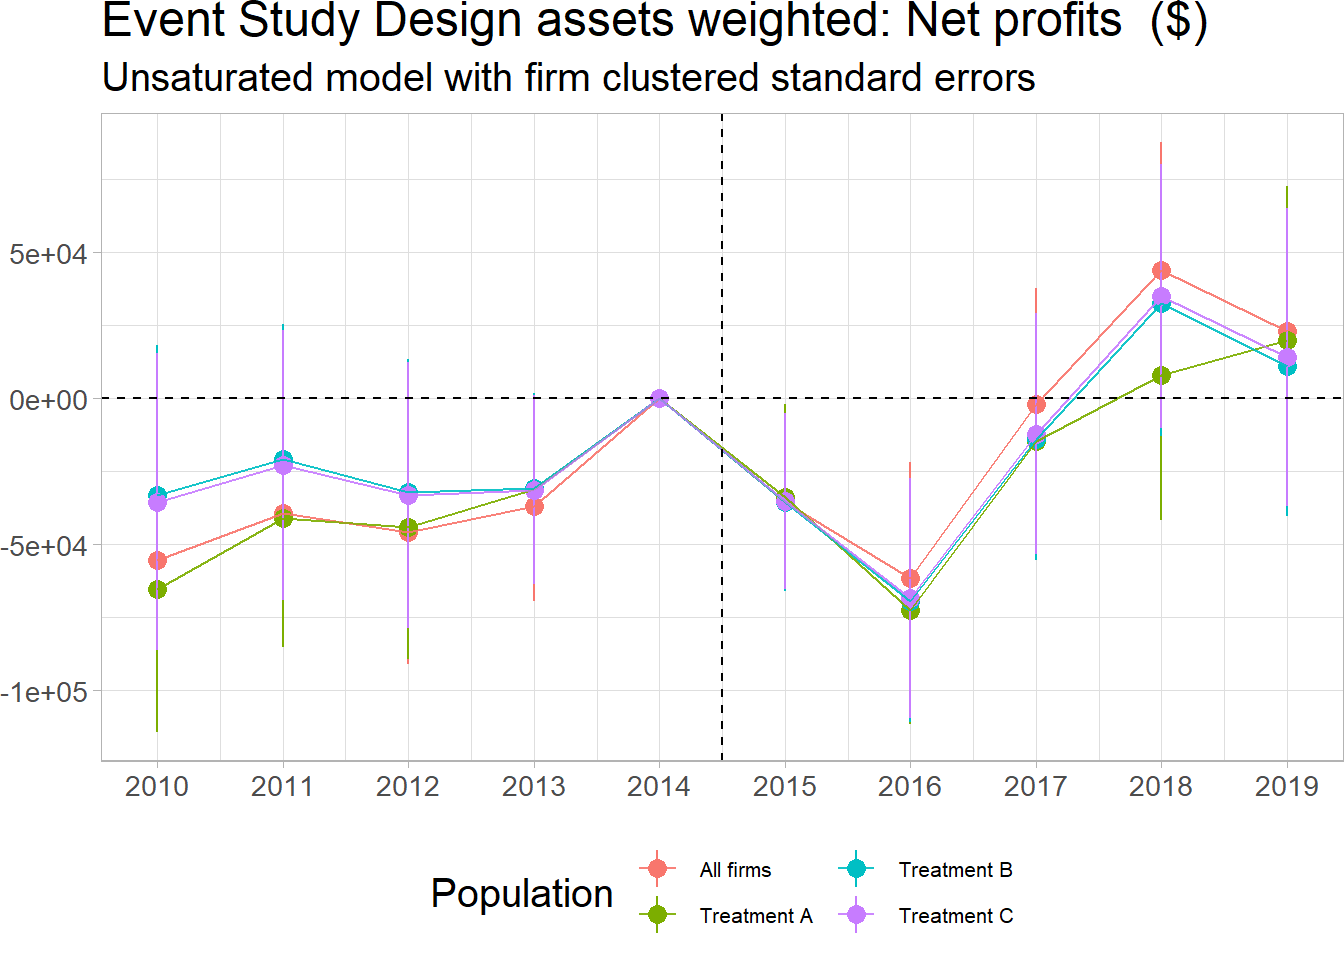 Event Study Design assets weighted: Net profits  ($)
Unsaturated model with firm clustered standard errors
5e+04
0e+00
-5e+04
-1e+05
2010 2011 2012 2013 2014 2015 2016 2017 2018 2019
Population
All firms Treatment B
Treatment A Treatment C